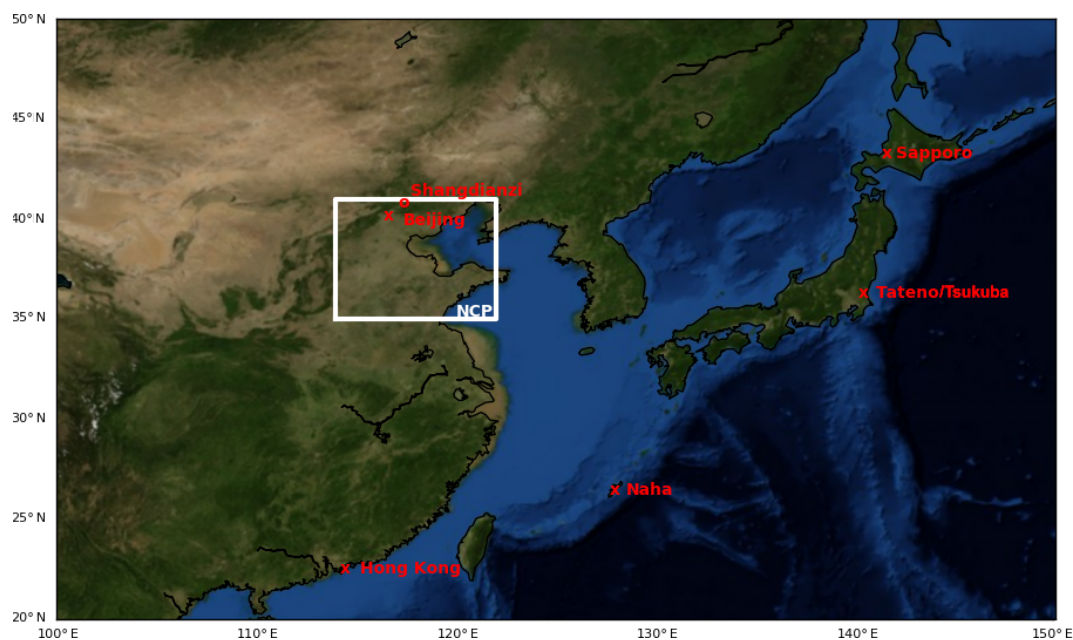 50°N
45°N
40°N
35°N
30°N
25°N
20°N
Sapporo
Shangdianzi
Beijing
Tateno/Tsukuba
NCP
Naha
Hong Kong
100°E
110°E
120°E
130°E
140°E
150°E